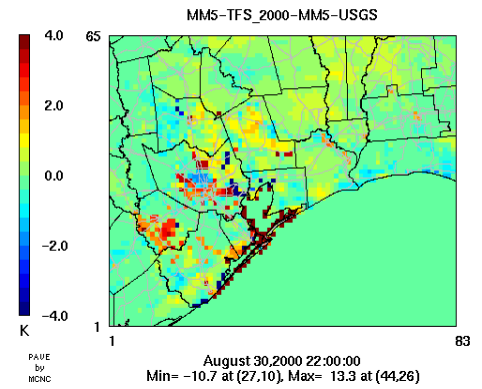 MM5-TFS_2000-MM5-USGS
65
4.0
2.0
0.0
−2.0
−4.0
K
1
1
83
PAVE
by
MCNC
August 30,2000 22:00:00
Min= −10.7 at (27,10), Max= 13.3 at (44,26)